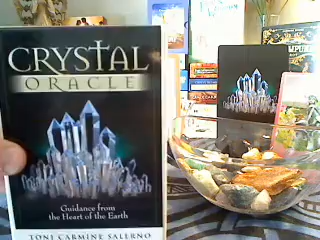 CRYSTAL
ORACLE
Guidance from
the Heart of the Earth
TONI CARMINE SALERNO